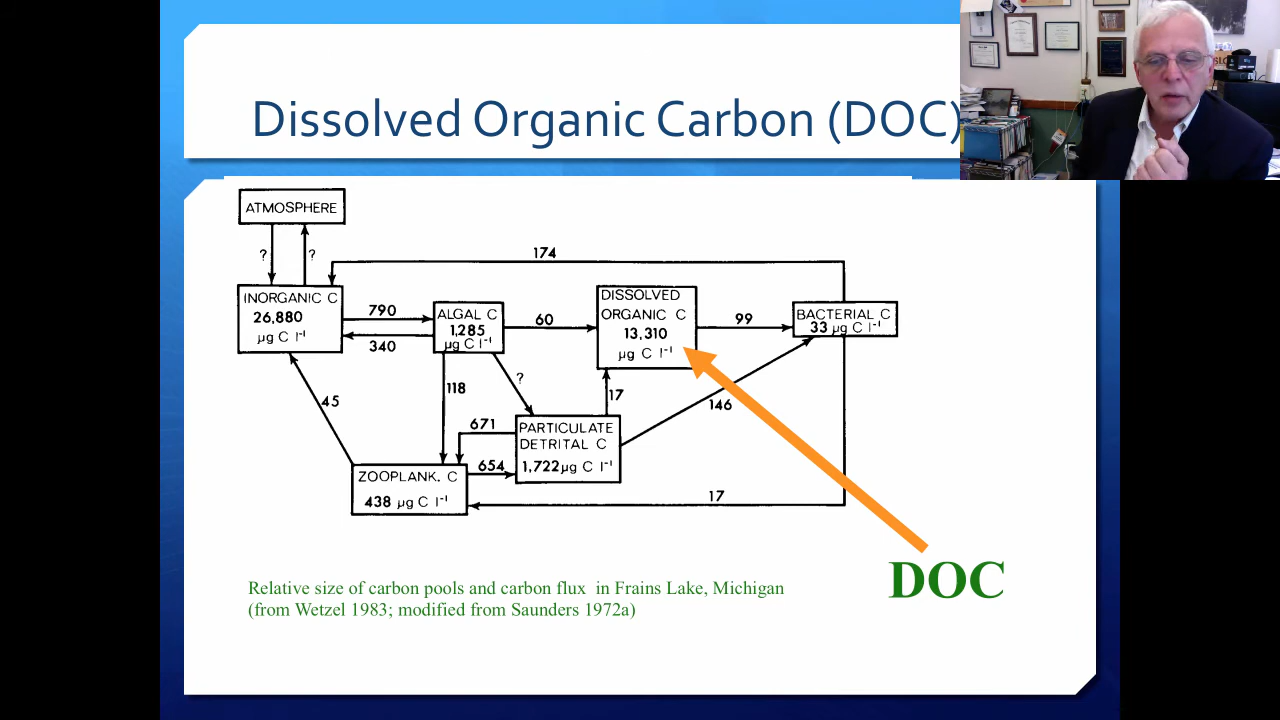 Dissolved Organic Carbon (DOC)
ATMOSPHERE
?
?
174
INORGANIC C
26,880
µg C l⁻¹
790
340
ALGAL C
1,285
µg C l⁻¹
60
DISSOLVED
ORGANIC C
13,310
µg C l⁻¹
99
BACTERIAL C
33 µg C l⁻¹
45
118
?
17
146
671
654
PARTICULATE
DETRITAL C
1,722 µg C l⁻¹
ZOOPLANK. C
438 µg C l⁻¹
17
DOC
Relative size of carbon pools and carbon flux in Frains Lake, Michigan
(from Wetzel 1983; modified from Saunders 1972a)